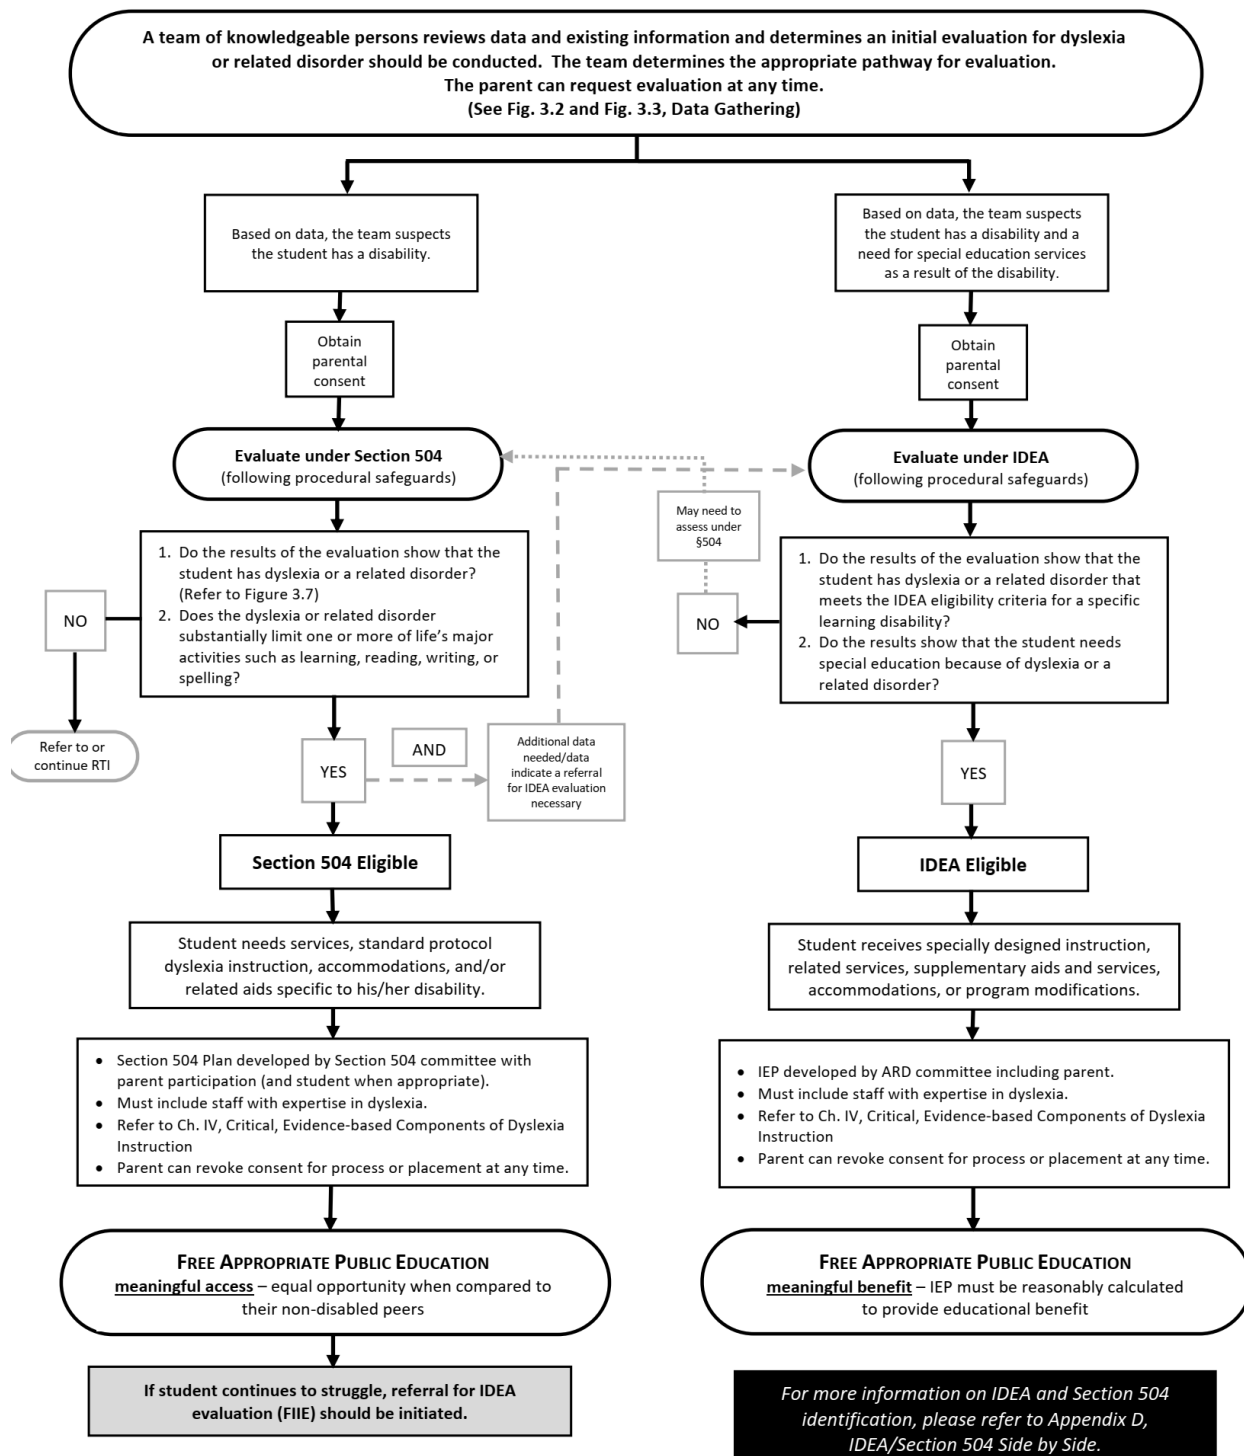 A team of knowledgeable persons reviews data and existing information and determines an initial evaluation for dyslexia
or related disorder should be conducted.  The team determines the appropriate pathway for evaluation.
The parent can request evaluation at any time.
(See Fig. 3.2 and Fig. 3.3, Data Gathering)
Based on data, the team suspects
the student has a disability.
Based on data, the team suspects
the student has a disability and a
need for special education services
as a result of the disability.
Obtain
parental
consent
Obtain
parental
consent
Evaluate under Section 504
(following procedural safeguards)
Evaluate under IDEA
(following procedural safeguards)
May need to
assess under
§504
1. Do the results of the evaluation show that the
student has dyslexia or a related disorder?
(Refer to Figure 3.7)
2. Does the dyslexia or related disorder
substantially limit one or more of life's major
activities such as learning, reading, writing, or
spelling?
NO
Refer to or
continue RTI
NO
1. Do the results of the evaluation show that the
student has dyslexia or a related disorder that
meets the IDEA eligibility criteria for a specific
learning disability?
2. Do the results show that the student needs
special education because of dyslexia or a
related disorder?
YES
AND
Additional data
needed/data
indicate a referral
for IDEA evaluation
necessary
YES
Section 504 Eligible
IDEA Eligible
Student needs services, standard protocol
dyslexia instruction, accommodations, and/or
related aids specific to his/her disability.
Student receives specially designed instruction,
related services, supplementary aids and services,
accommodations, or program modifications.
• Section 504 Plan developed by Section 504 committee with
parent participation (and student when appropriate).
• Must include staff with expertise in dyslexia.
• Refer to Ch. IV, Critical, Evidence-based Components of Dyslexia
Instruction
• Parent can revoke consent for process or placement at any time.
• IEP developed by ARD committee including parent.
• Must include staff with expertise in dyslexia.
• Refer to Ch. IV, Critical, Evidence-based Components of Dyslexia
Instruction
• Parent can revoke consent for process or placement at any time.
FREE APPROPRIATE PUBLIC EDUCATION
meaningful access – equal opportunity when compared to
their non-disabled peers
FREE APPROPRIATE PUBLIC EDUCATION
meaningful benefit – IEP must be reasonably calculated
to provide educational benefit
If student continues to struggle, referral for IDEA
evaluation (FIIE) should be initiated.
For more information on IDEA and Section 504
identification, please refer to Appendix D,
IDEA/Section 504 Side by Side.